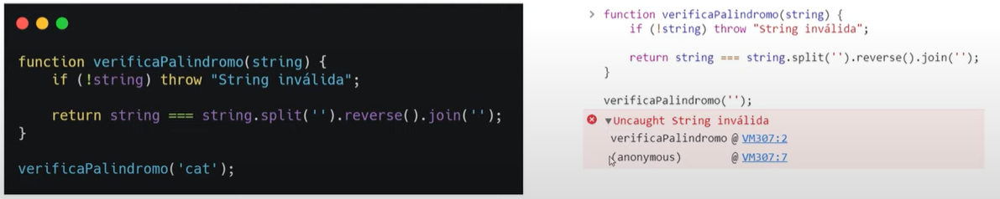 function verificaPalindromo(string) {
if (!string) throw "String inválida";
return string === string.split('').reverse().join('');
}
verificaPalindromo('cat');
> function verificaPalindromo(string) {
if (!string) throw "String inválida";
return string === string.split('').reverse().join('');
}
verificaPalindromo('');
▼Uncaught String inválida
verificaPalindromo @ VM307:2
(anonymous) @ VM307:7